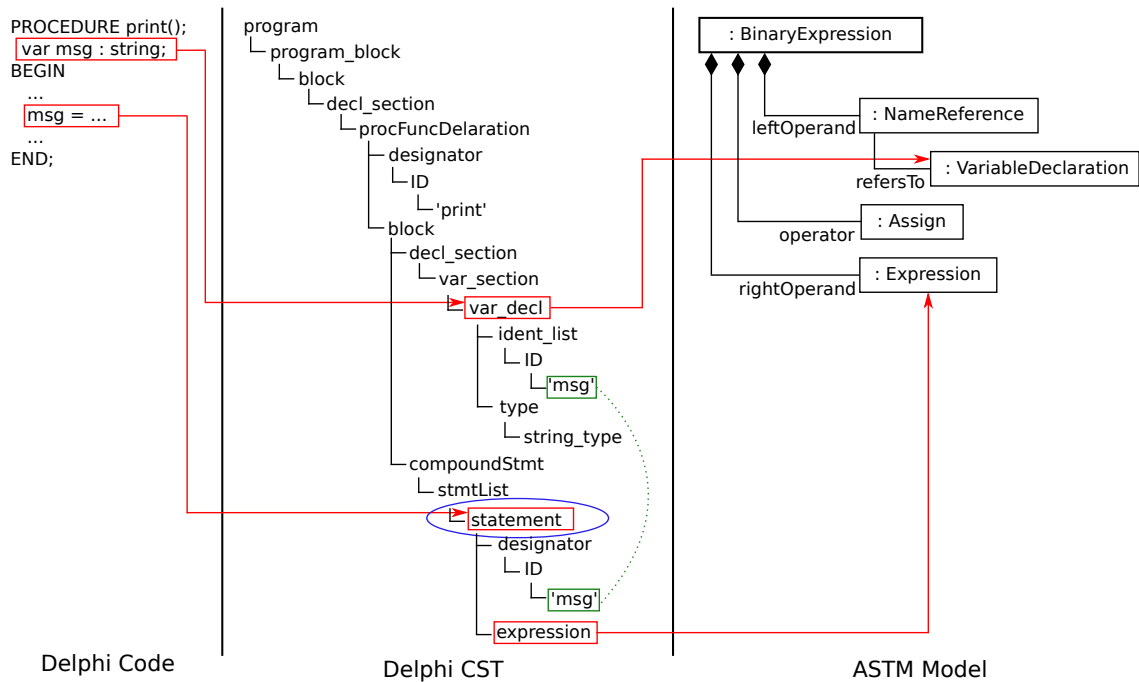 PROCEDURE print();
var msg : string;
BEGIN
...
msg = ...
...
END;
Delphi Code
program
program_block
block
decl_section
procFuncDelaration
designator
ID
'print'
block
decl_section
var_section
var_decl
ident_list
ID
'msg'
type
string_type
compoundStmt
stmtList
statement
designator
ID
'msg'
expression
Delphi CST
: BinaryExpression
: NameReference
leftOperand
: VariableDeclaration
refersTo
: Assign
operator
: Expression
rightOperand
ASTM Model